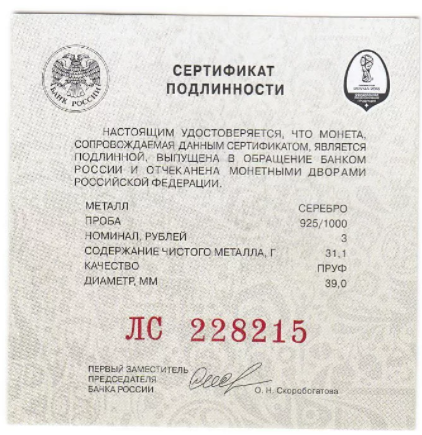 БАНК РОССИИ
СЕРТИФИКАТ
ПОДЛИННОСТИ
НАСТОЯЩИМ УДОСТОВЕРЯЕТСЯ, ЧТО МОНЕТА,
СОПРОВОЖДАЕМАЯ ДАННЫМ СЕРТИФИКАТОМ, ЯВЛЯЕТСЯ
ПОДЛИННОЙ, ВЫПУЩЕНА В ОБРАЩЕНИЕ БАНКОМ
РОССИИ И ОТЧЕКАНЕНА МОНЕТНЫМИ ДВОРАМИ
РОССИЙСКОЙ ФЕДЕРАЦИИ.
МЕТАЛЛ СЕРЕБРО
ПРОБА 925/1000
НОМИНАЛ, РУБЛЕЙ 3
СОДЕРЖАНИЕ ЧИСТОГО МЕТАЛЛА, Г 31,1
КАЧЕСТВО ПРУФ
ДИАМЕТР, ММ 39,0
ЛС 228215
ПЕРВЫЙ ЗАМЕСТИТЕЛЬ
ПРЕДСЕДАТЕЛЯ
БАНКА РОССИИ О. Н. Скоробогатова